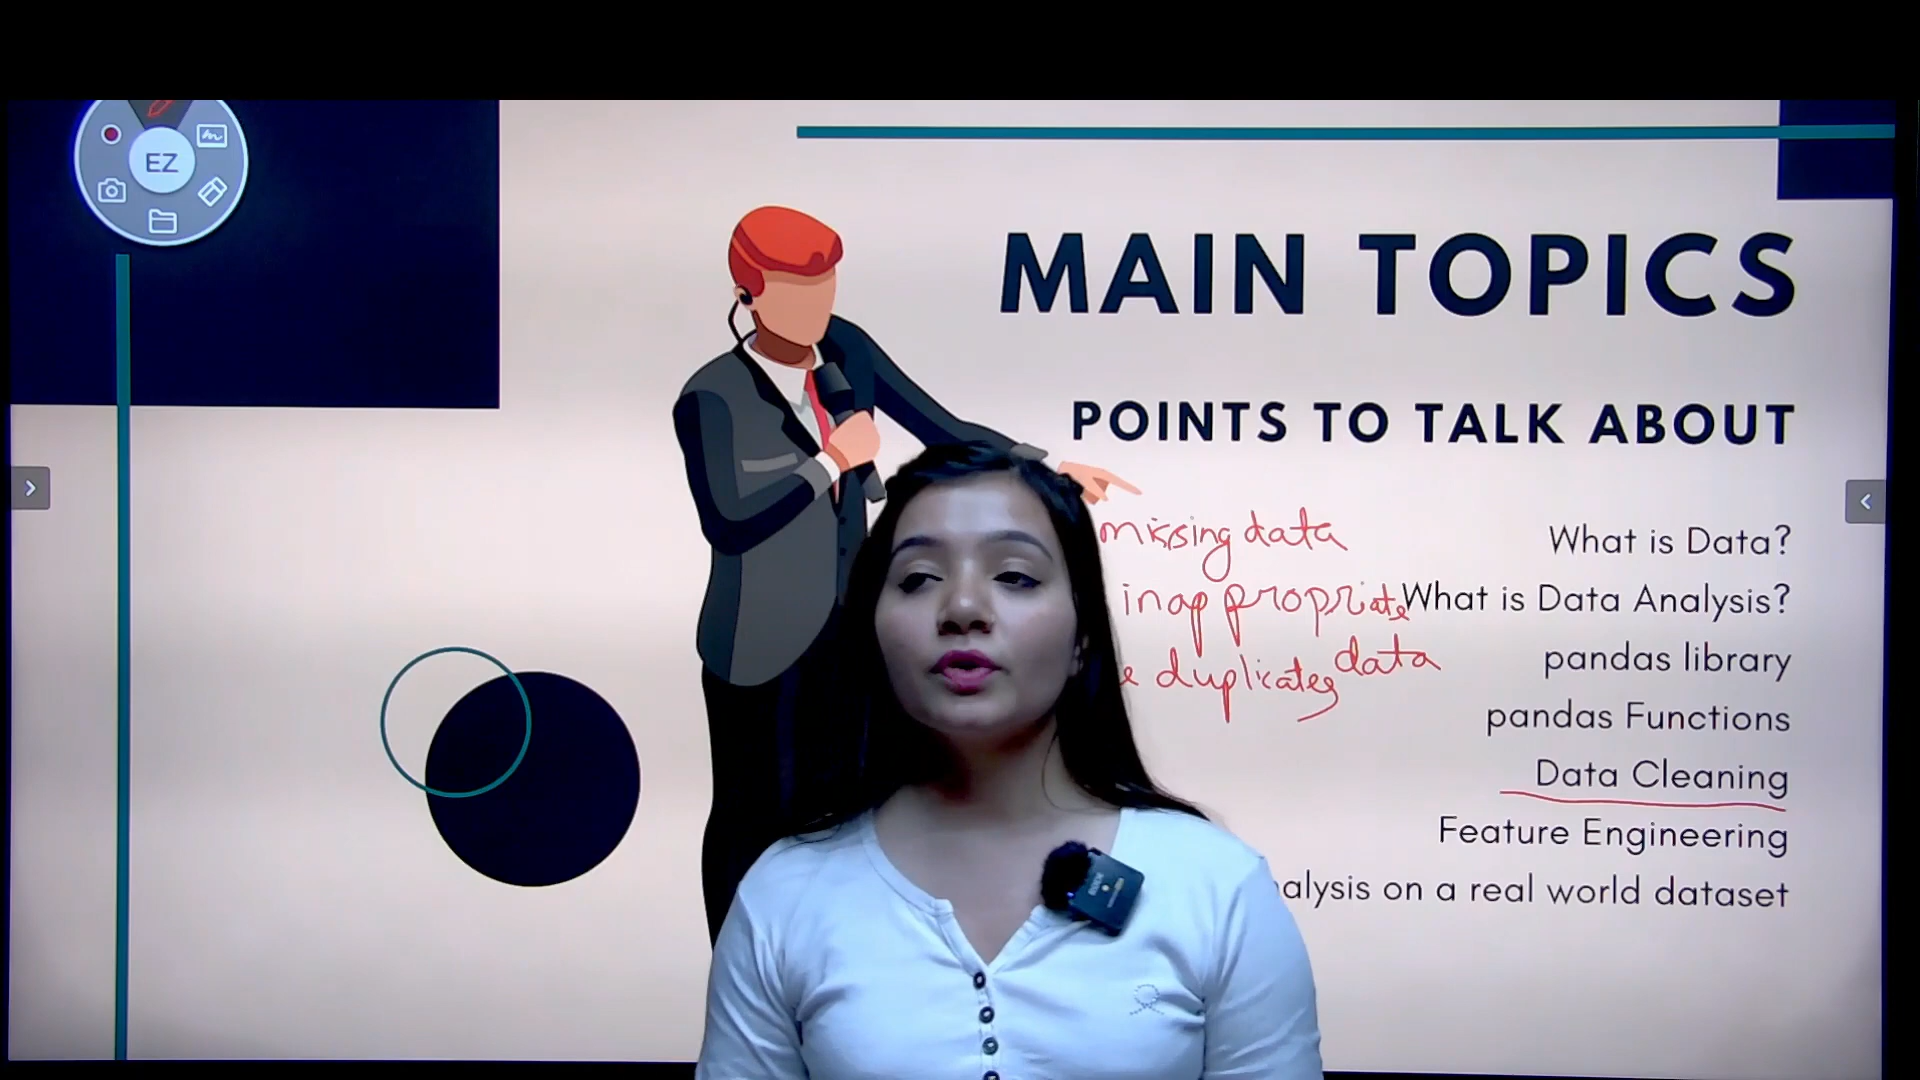 EZ
MAIN TOPICS
POINTS TO TALK ABOUT
missing data
What is Data?
inappropriate
What is Data Analysis?
data
pandas library
duplicates
pandas Functions
Data Cleaning
Feature Engineering
on a real world dataset